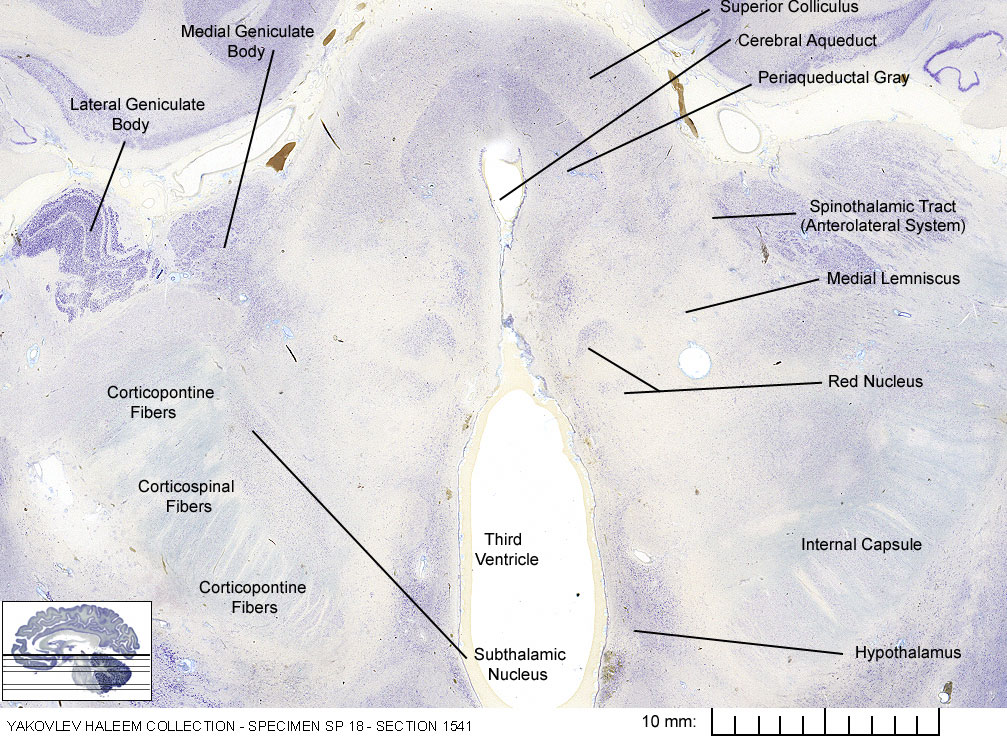 Superior Colliculus
Medial Geniculate
Body
Cerebral Aqueduct
Periaqueductal Gray
Lateral Geniculate
Body
Spinothalamic Tract
(Anterolateral System)
Medial Lemniscus
Red Nucleus
Corticopontine
Fibers
Corticospinal
Fibers
Third
Ventricle
Internal Capsule
Corticopontine
Fibers
Subthalamic
Nucleus
Hypothalamus
YAKOVLEV HALEEM COLLECTION - SPECIMEN SP 18 - SECTION 1541
10 mm: